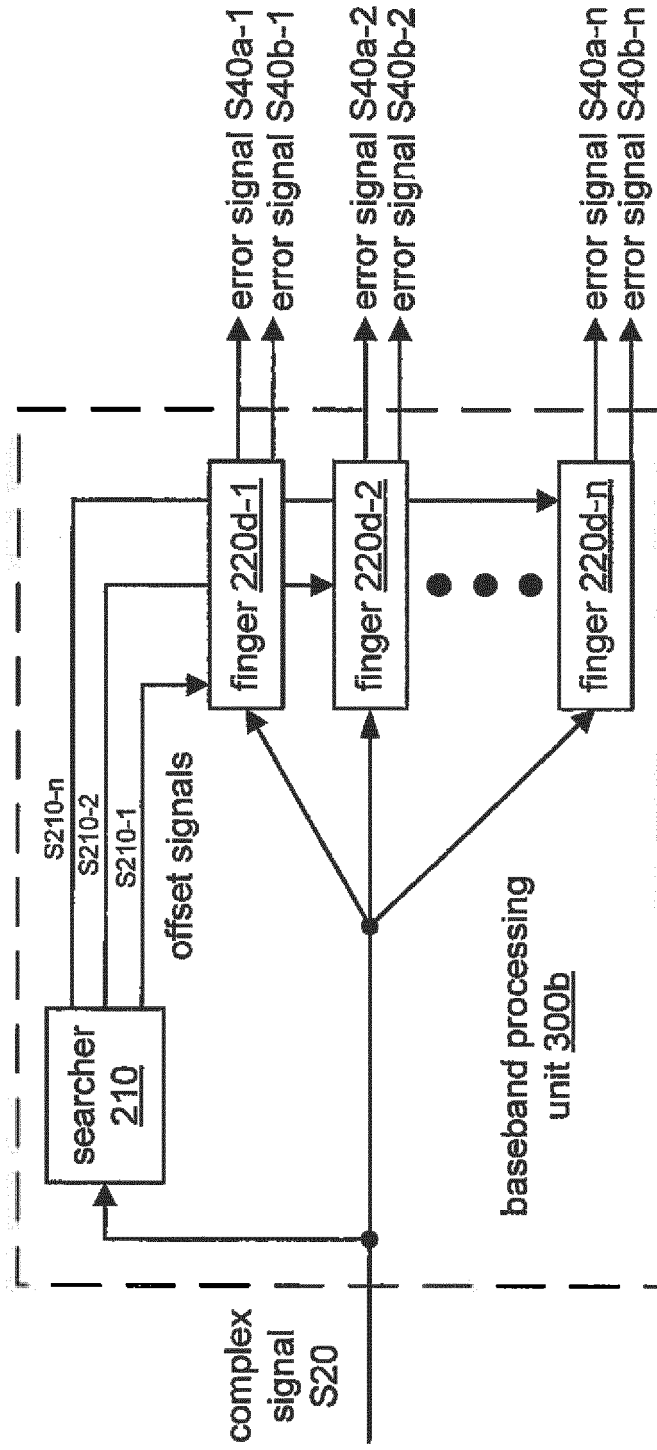 complex
signal
S20
searcher
210
S210-n
S210-2
S210-1
offset signals
baseband processing
unit 300b
finger 220d-1
finger 220d-2
finger 220d-n
error signal S40a-1
error signal S40b-1
error signal S40a-2
error signal S40b-2
error signal S40a-n
error signal S40b-n